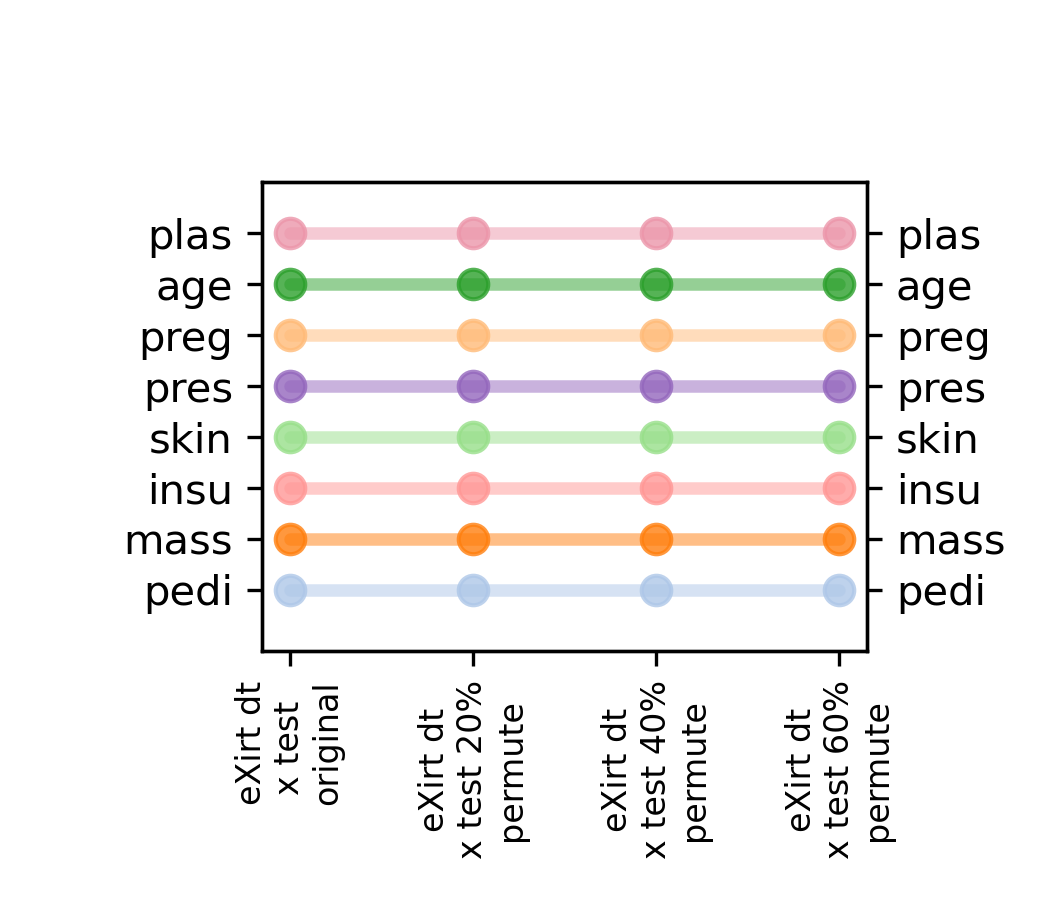 plas
age
preg
pres
skin
insu
mass
pedi
plas
age
preg
pres
skin
insu
mass
pedi
eXirt dt
x test
original
eXirt dt
x test 20%
permute
eXirt dt
x test 40%
permute
eXirt dt
x test 60%
permute